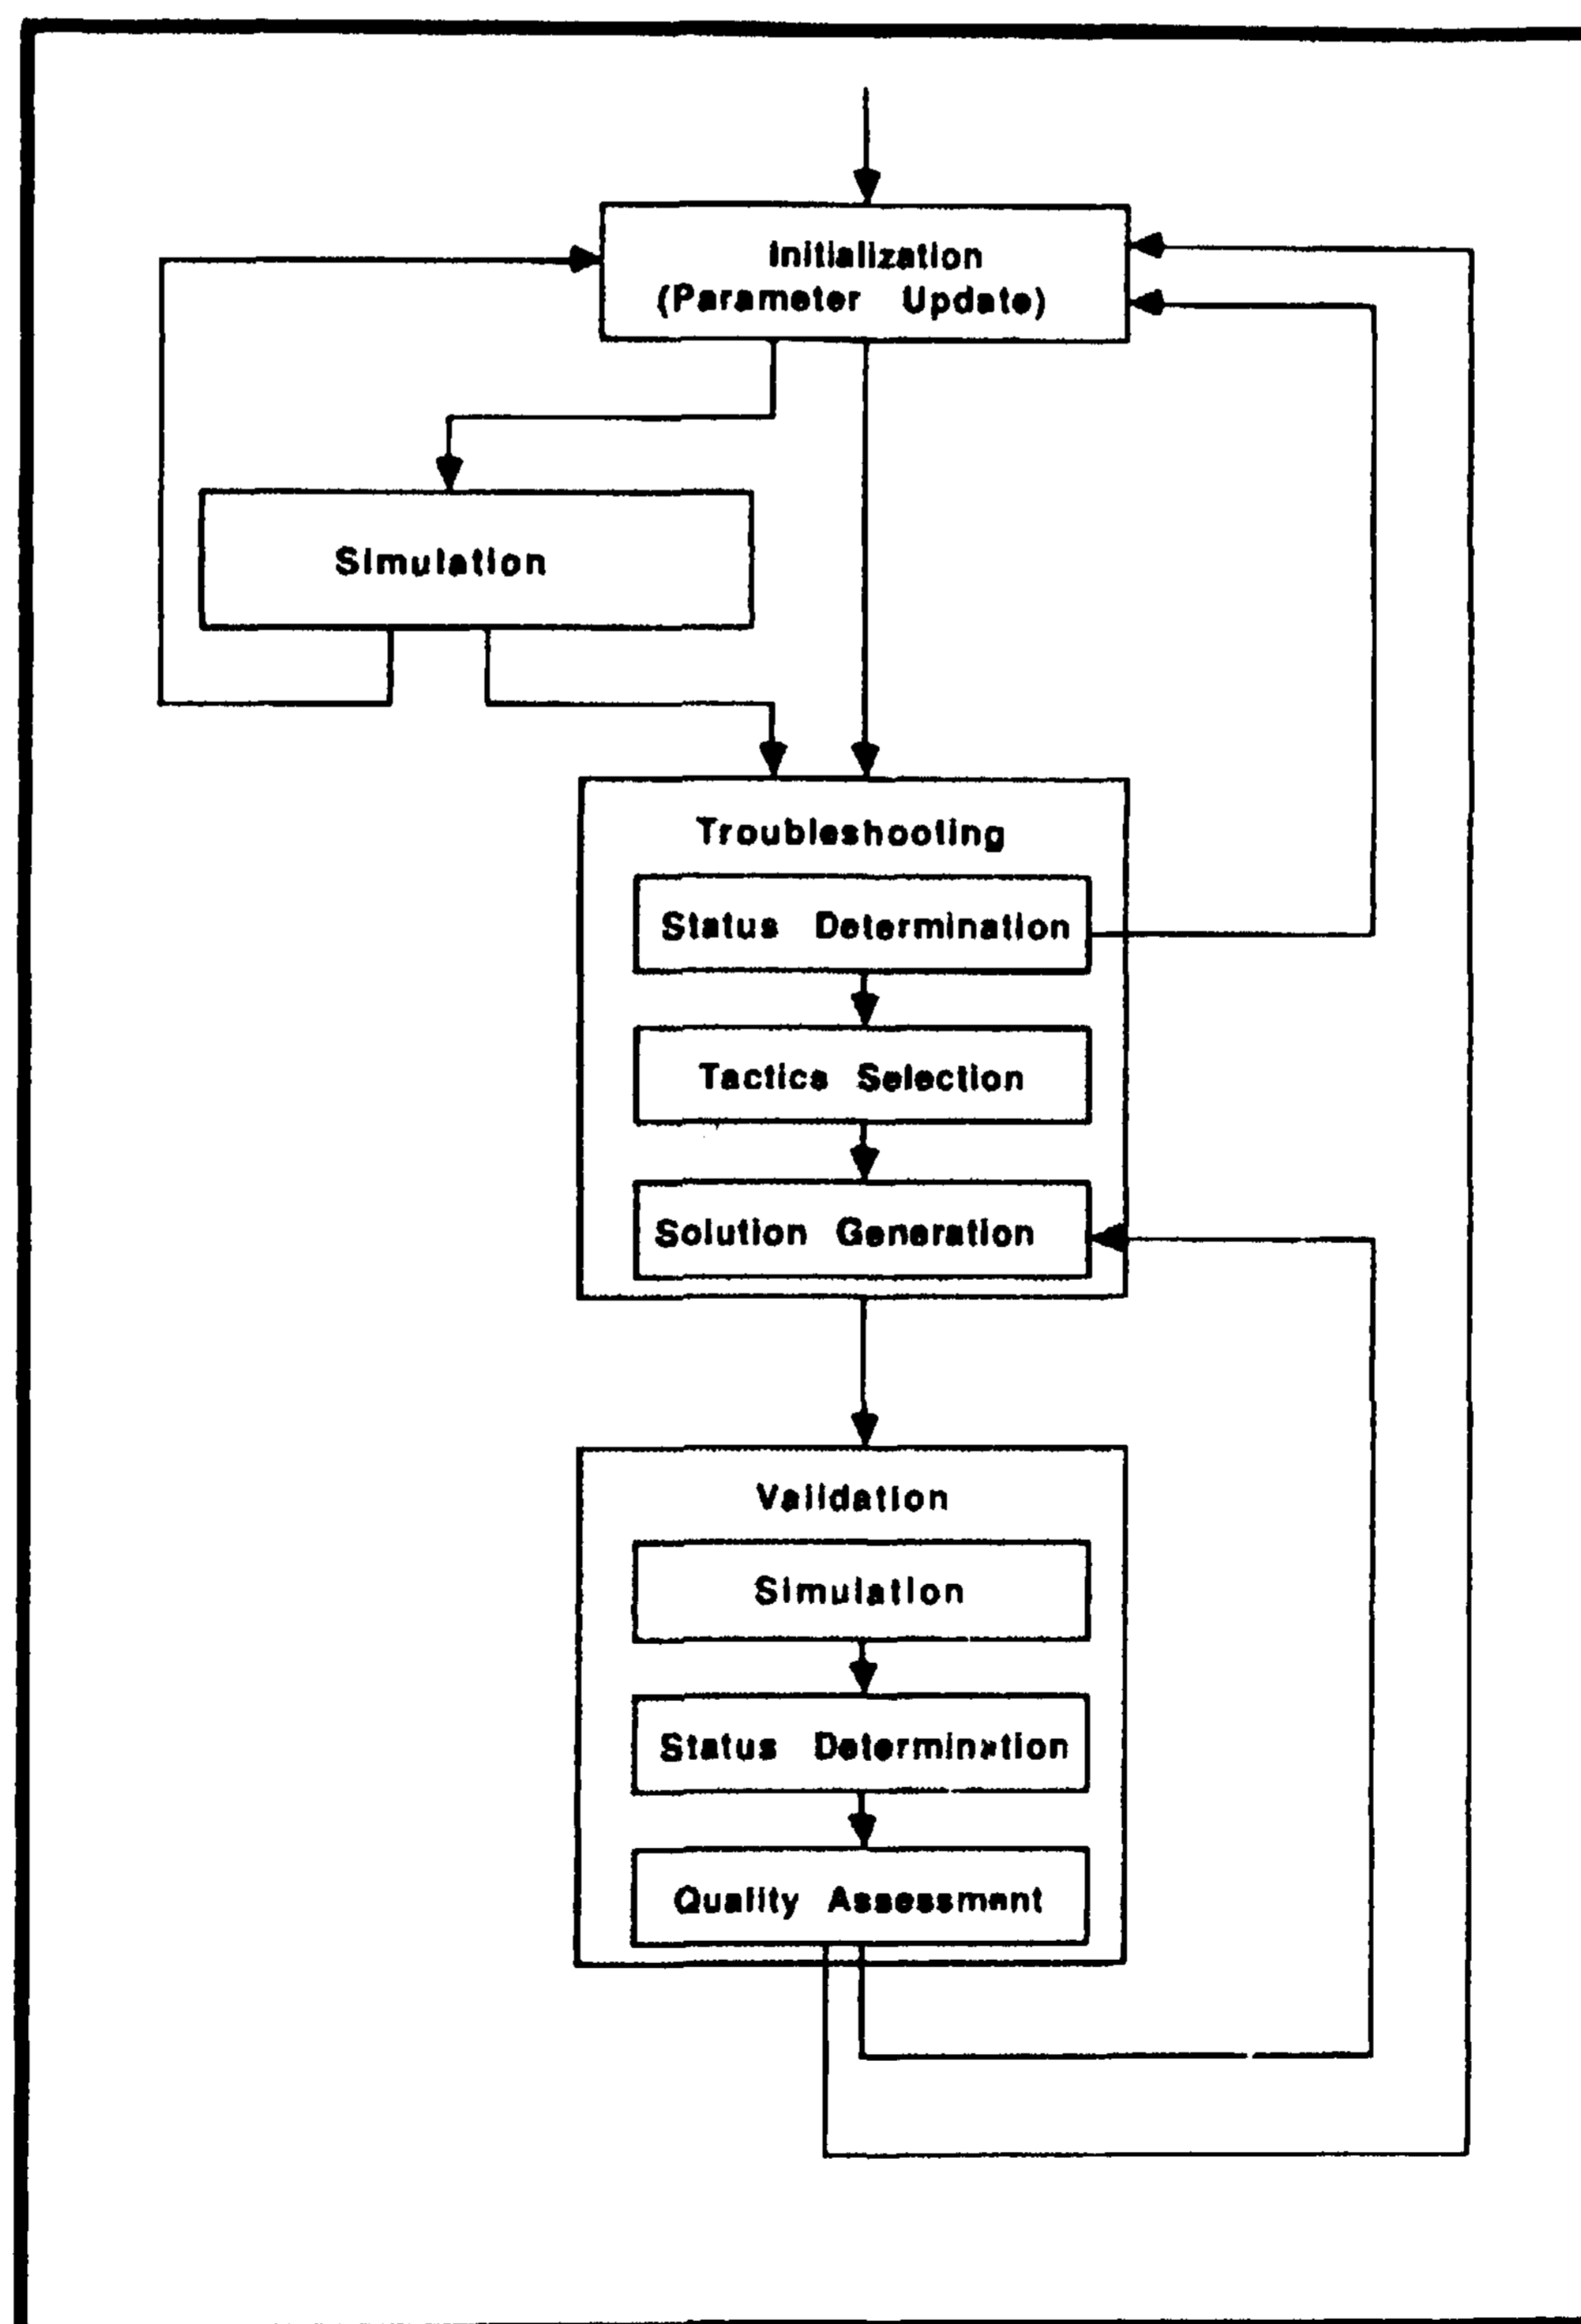 Initialization
(Parameter Update)
Simulation
Troubleshooting
Status Determination
Tactics Selection
Solution Generation
Validation
Simulation
Status Determination
Quality Assessment